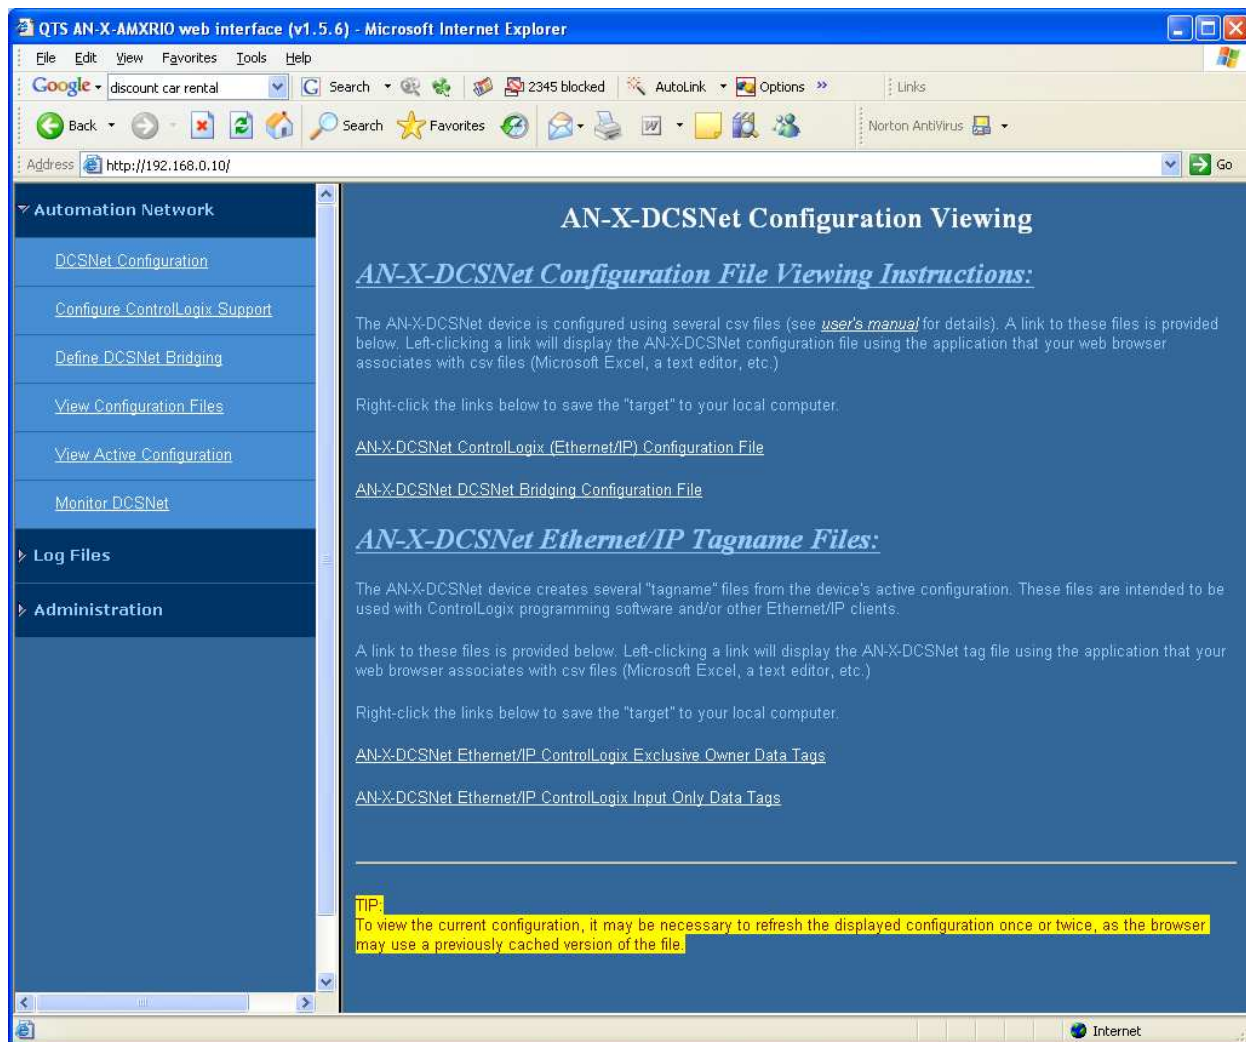 QTS AN-X-AMXRIO web interface (v1.5.6) - Microsoft Internet Explorer
File Edit View Favorites Tools Help
Google discount car rental Search 2345 blocked AutoLink Options » Links
Back Search Favorites Norton AntiVirus
Address http://192.168.0.10/ Go
Automation Network
DCSNet Configuration
Configure ControlLogix Support
Define DCSNet Bridging
View Configuration Files
View Active Configuration
Monitor DCSNet
Log Files
Administration
AN-X-DCSNet Configuration Viewing
AN-X-DCSNet Configuration File Viewing Instructions:
The AN-X-DCSNet device is configured using several csv files (see user's manual for details). A link to these files is provided
below. Left-clicking a link will display the AN-X-DCSNet configuration file using the application that your web browser
associates with csv files (Microsoft Excel, a text editor, etc.)
Right-click the links below to save the "target" to your local computer.
AN-X-DCSNet ControlLogix (Ethernet/IP) Configuration File
AN-X-DCSNet DCSNet Bridging Configuration File
AN-X-DCSNet Ethernet/IP Tagname Files:
The AN-X-DCSNet device creates several "tagname" files from the device's active configuration. These files are intended to be
used with ControlLogix programming software and/or other Ethernet/IP clients.
A link to these files is provided below. Left-clicking a link will display the AN-X-DCSNet tag file using the application that your
web browser associates with csv files (Microsoft Excel, a text editor, etc.)
Right-click the links below to save the "target" to your local computer.
AN-X-DCSNet Ethernet/IP ControlLogix Exclusive Owner Data Tags
AN-X-DCSNet Ethernet/IP ControlLogix Input Only Data Tags
TIP:
To view the current configuration, it may be necessary to refresh the displayed configuration once or twice, as the browser
may use a previously cached version of the file.
Internet